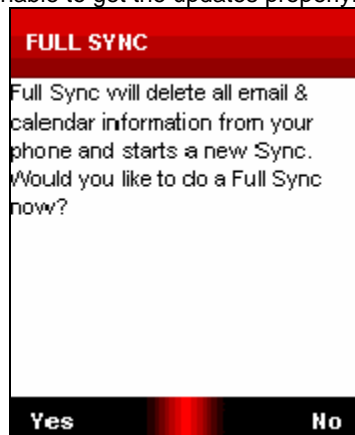 nable to get the updates properly.
FULL SYNC
Full Sync will delete all email &
calendar information from your
phone and starts a new Sync.
Would you like to do a Full Sync
now?
Yes No